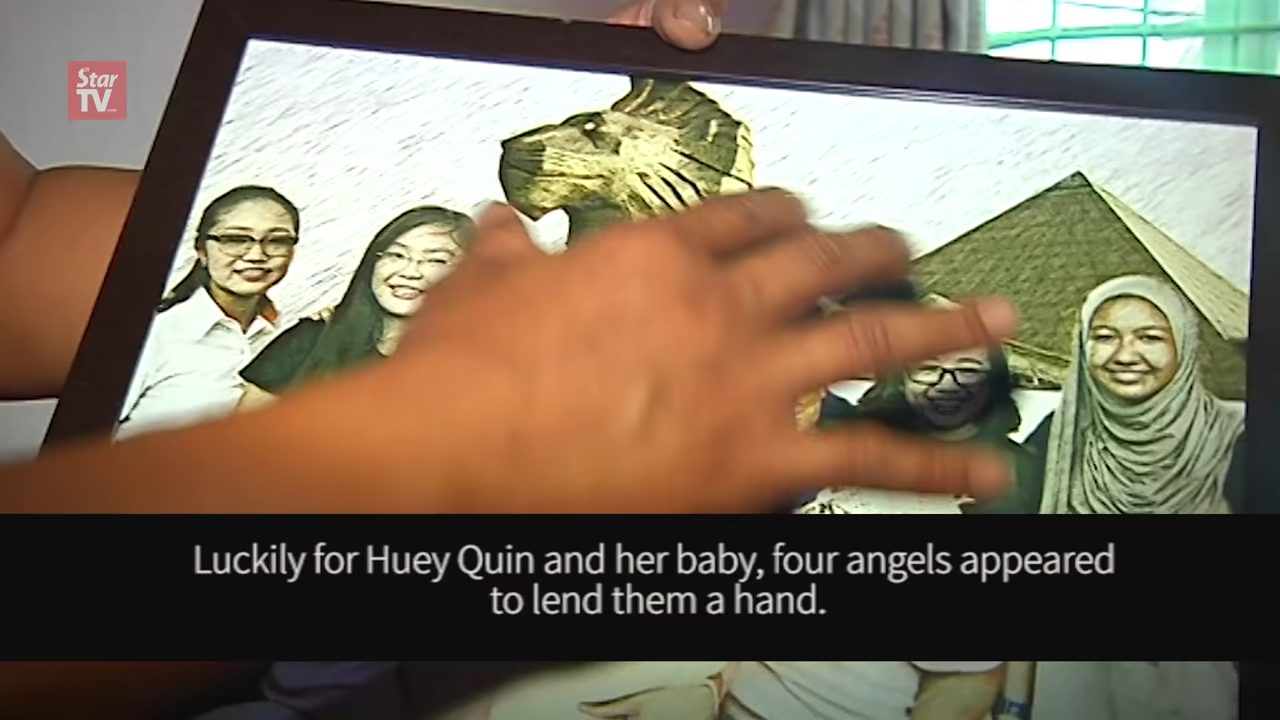 Star
TV
Luckily for Huey Quin and her baby, four angels appeared
to lend them a hand.